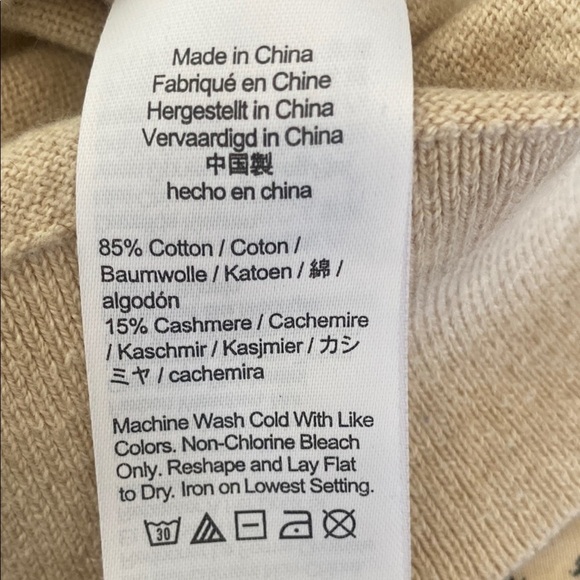 Made in China
Fabriqué en Chine
Hergestellt in China
Vervaardigd in China
中国製
hecho en china
85% Cotton / Coton /
Baumwolle / Katoen / 綿 /
algodón
15% Cashmere / Cachemire
/ Kaschmir / Kasjmier / カシ
ミヤ / cachemira
Machine Wash Cold With Like
Colors. Non-Chlorine Bleach
Only. Reshape and Lay Flat
to Dry. Iron on Lowest Setting.
30